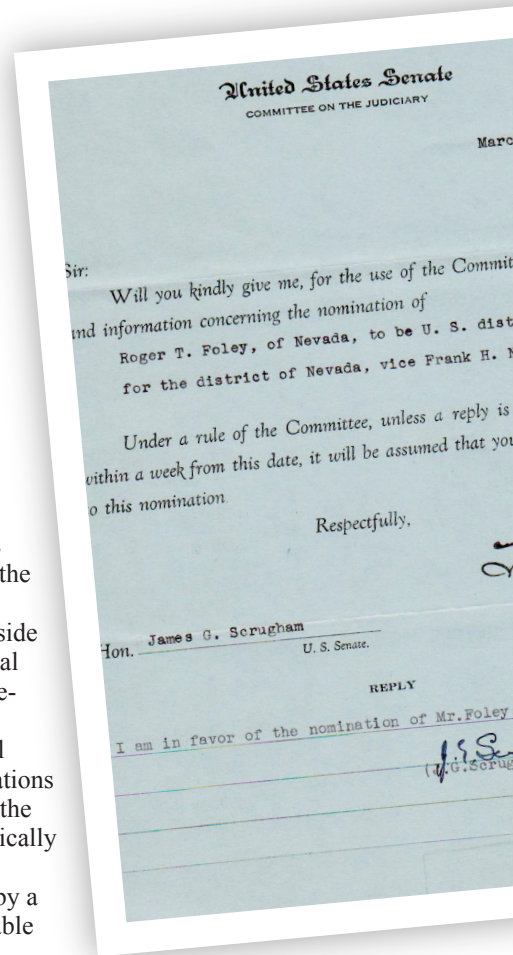 United States Senate
COMMITTEE ON THE JUDICIARY
Marc
Sir:
Will you kindly give me, for the use of the Commit
and information concerning the nomination of
Roger T. Foley, of Nevada, to be U. S. dist
for the district of Nevada, vice Frank H. N
Under a rule of the Committee, unless a reply is
within a week from this date, it will be assumed that you
o this nomination
Respectfully,
Hon. James G. Scrugham
U. S. Senate.
REPLY
I am in favor of the nomination of Mr.Foley
(J.G.Scrug
the
side
al
e-
l
ations
the
ically
by a
able